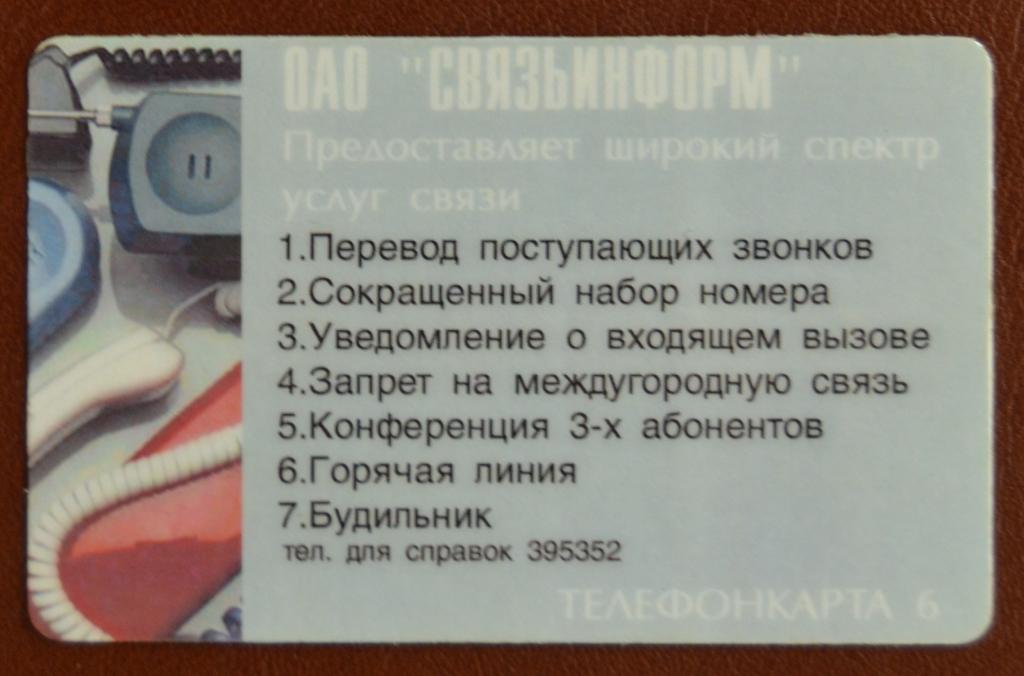 ОАО "СВЯЗЬИНФОРМ"
Предоставляет широкий спектр
услуг связи
1.Перевод поступающих звонков
2.Сокращенный набор номера
3.Уведомление о входящем вызове
4.Запрет на междугородную связь
5.Конференция 3-х абонентов
6.Горячая линия
7.Будильник
тел. для справок 395352
ТЕЛЕФОНКАРТА 6